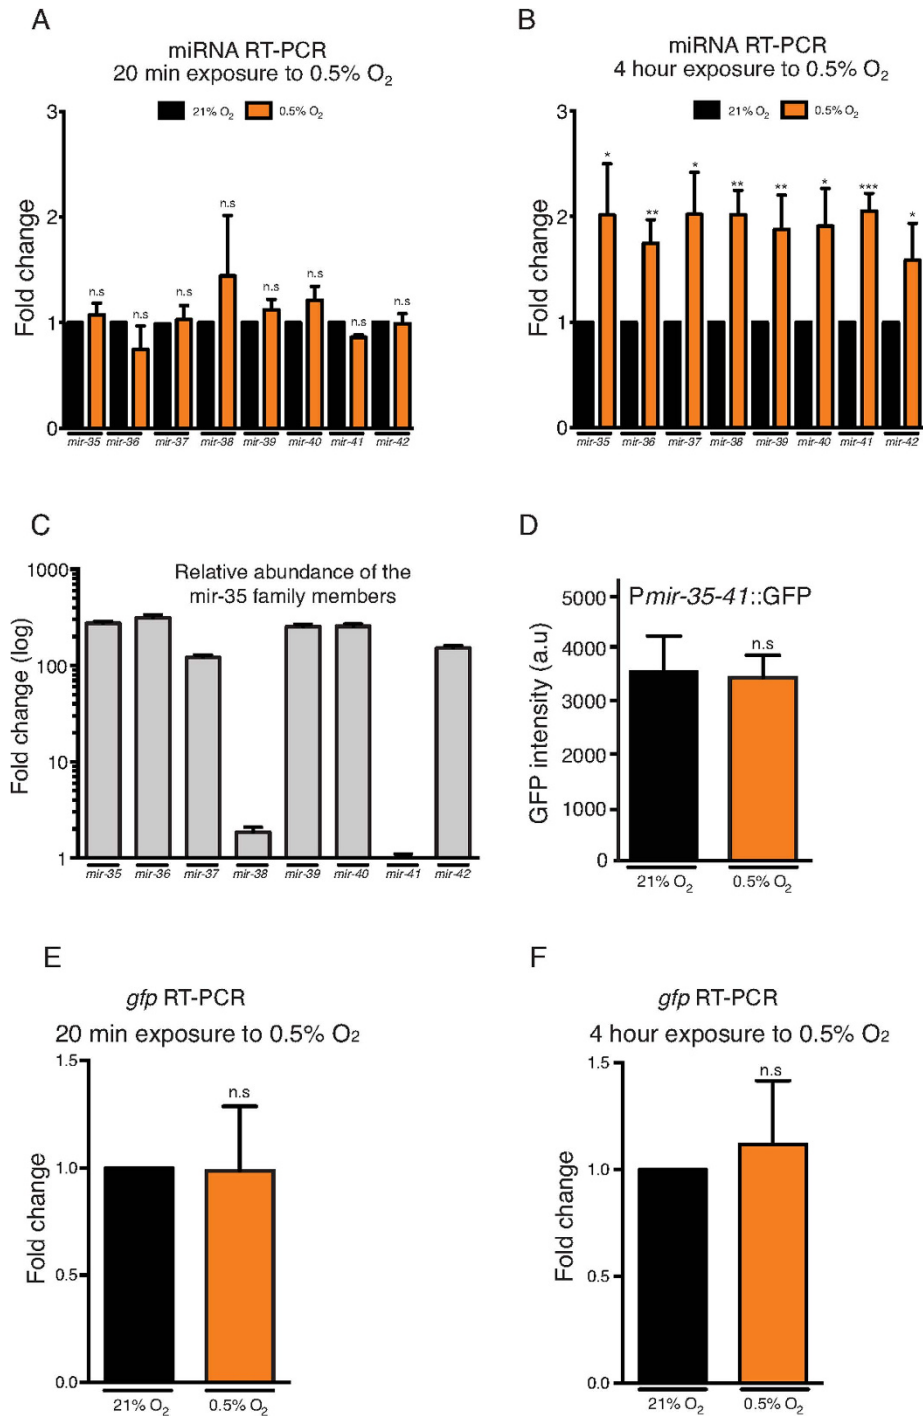 A
miRNA RT-PCR
20 min exposure to 0.5% O₂
21% O₂ 0.5% O₂
3
2
1
0
Fold change
n.s n.s n.s n.s n.s n.s n.s n.s
mir-35 mir-36 mir-37 mir-38 mir-39 mir-40 mir-41 mir-42
B
miRNA RT-PCR
4 hour exposure to 0.5% O₂
21% O₂ 0.5% O₂
3
2
1
0
Fold change
* ** * ** ** * *** *
mir-35 mir-36 mir-37 mir-38 mir-39 mir-40 mir-41 mir-42
C
Relative abundance of the
mir-35 family members
1000
100
10
1
Fold change (log)
mir-35 mir-36 mir-37 mir-38 mir-39 mir-40 mir-41 mir-42
D
Pmir-35-41::GFP
5000
4000
3000
2000
1000
0
GFP intensity (a.u)
n.s
21% O₂ 0.5% O₂
E
gfp RT-PCR
20 min exposure to 0.5% O2
1.5
1.0
0.5
0.0
Fold change
n.s
21% O₂ 0.5% O₂
F
gfp RT-PCR
4 hour exposure to 0.5% O2
1.5
1.0
0.5
0.0
Fold change
n.s
21% O₂ 0.5% O₂